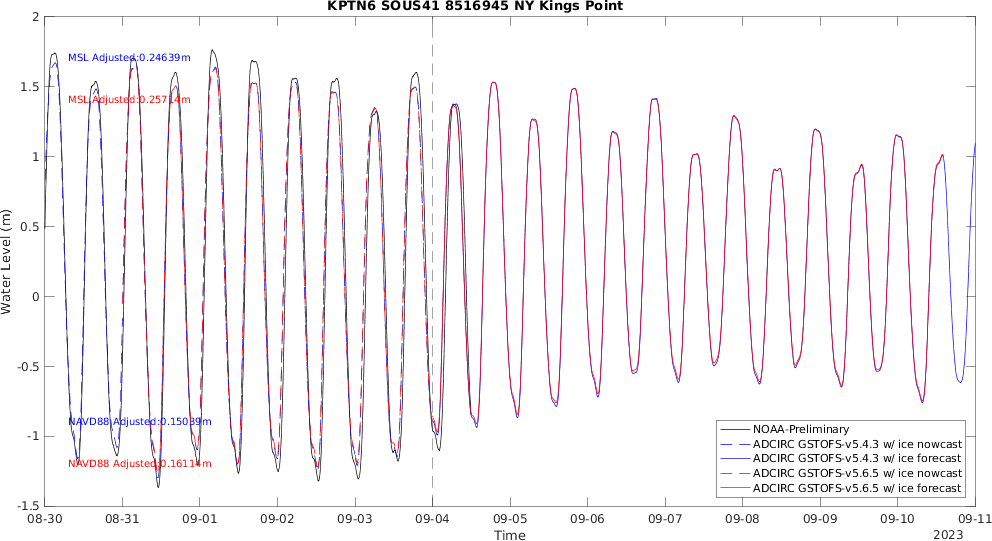 KPTN6 SOUS41 8516945 NY Kings Point
2
1.5
1
0.5
0
-0.5
-1
-1.5
Water Level (m)
MSL Adjusted:0.24639m
MSL Adjusted:0.25714m
NAVD88 Adjusted:0.15039m
NAVD88 Adjusted:0.16114m
NOAA-Preliminary
ADCIRC GSTOFS-v5.4.3 w/ ice nowcast
ADCIRC GSTOFS-v5.4.3 w/ ice forecast
ADCIRC GSTOFS-v5.6.5 w/ ice nowcast
ADCIRC GSTOFS-v5.6.5 w/ ice forecast
08-30 08-31 09-01 09-02 09-03 09-04 09-05 09-06 09-07 09-08 09-09 09-10 09-11
Time
2023